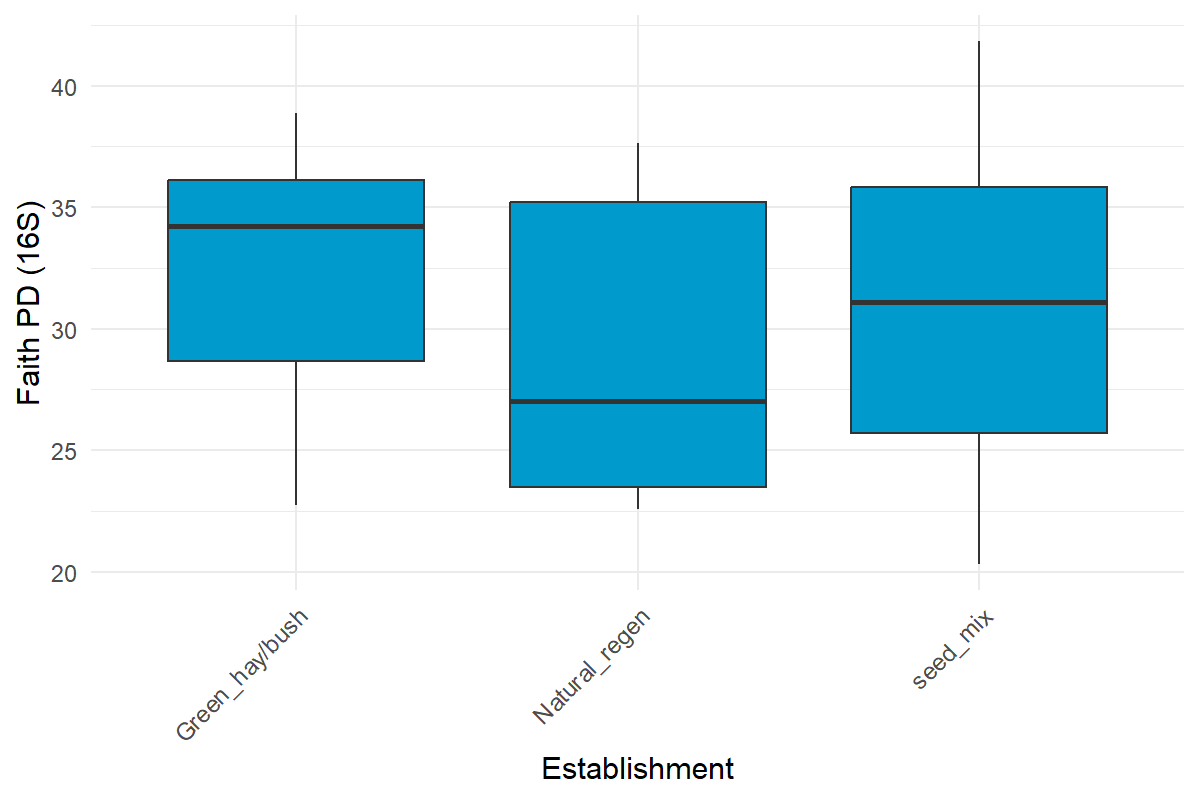 Faith PD (16S)
40
35
30
25
20
Green_hay/bush
Natural_regen
seed_mix
Establishment